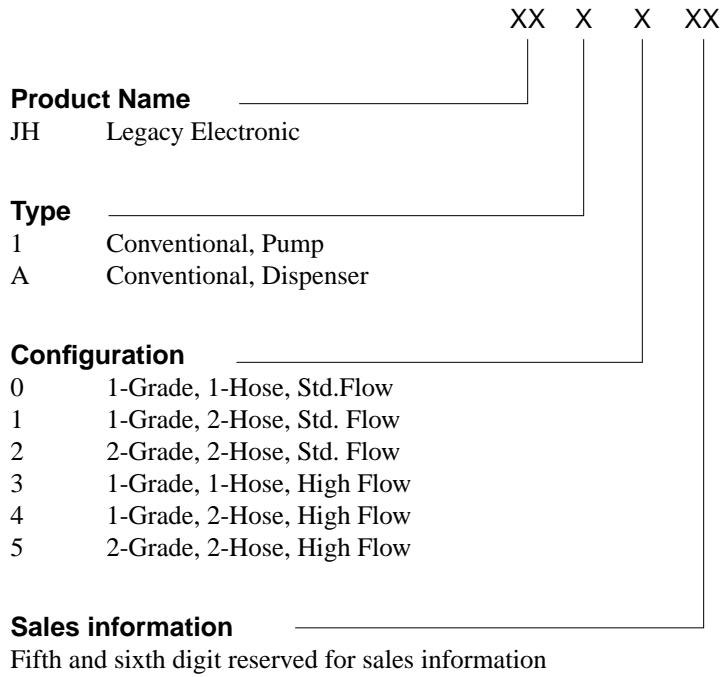 XX X X XX
Product Name
JH Legacy Electronic
Type
1 Conventional, Pump
A Conventional, Dispenser
Configuration
0 1-Grade, 1-Hose, Std.Flow
1 1-Grade, 2-Hose, Std. Flow
2 2-Grade, 2-Hose, Std. Flow
3 1-Grade, 1-Hose, High Flow
4 1-Grade, 2-Hose, High Flow
5 2-Grade, 2-Hose, High Flow
Sales information
Fifth and sixth digit reserved for sales information